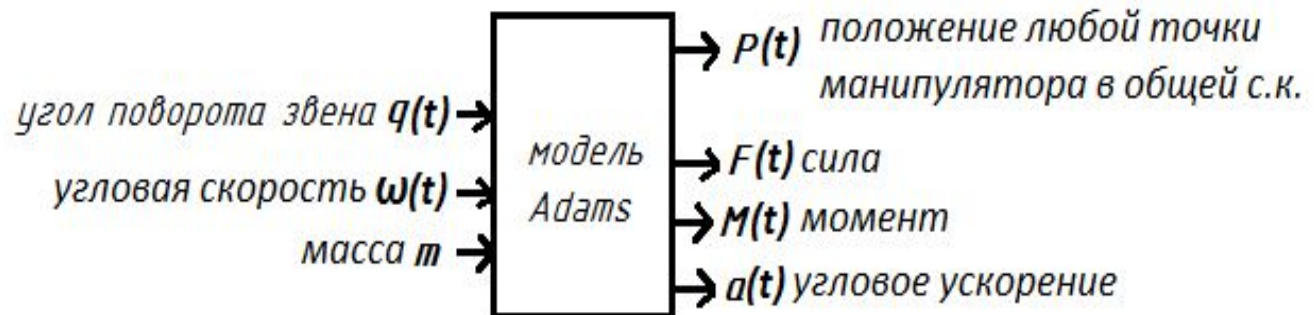 P(t) положение любой точки
манипулятора в общей с.к.
угол поворота звена q(t)
модель
Adams
F(t) сила
угловая скорость ω(t)
M(t) момент
масса m
a(t) угловое ускорение